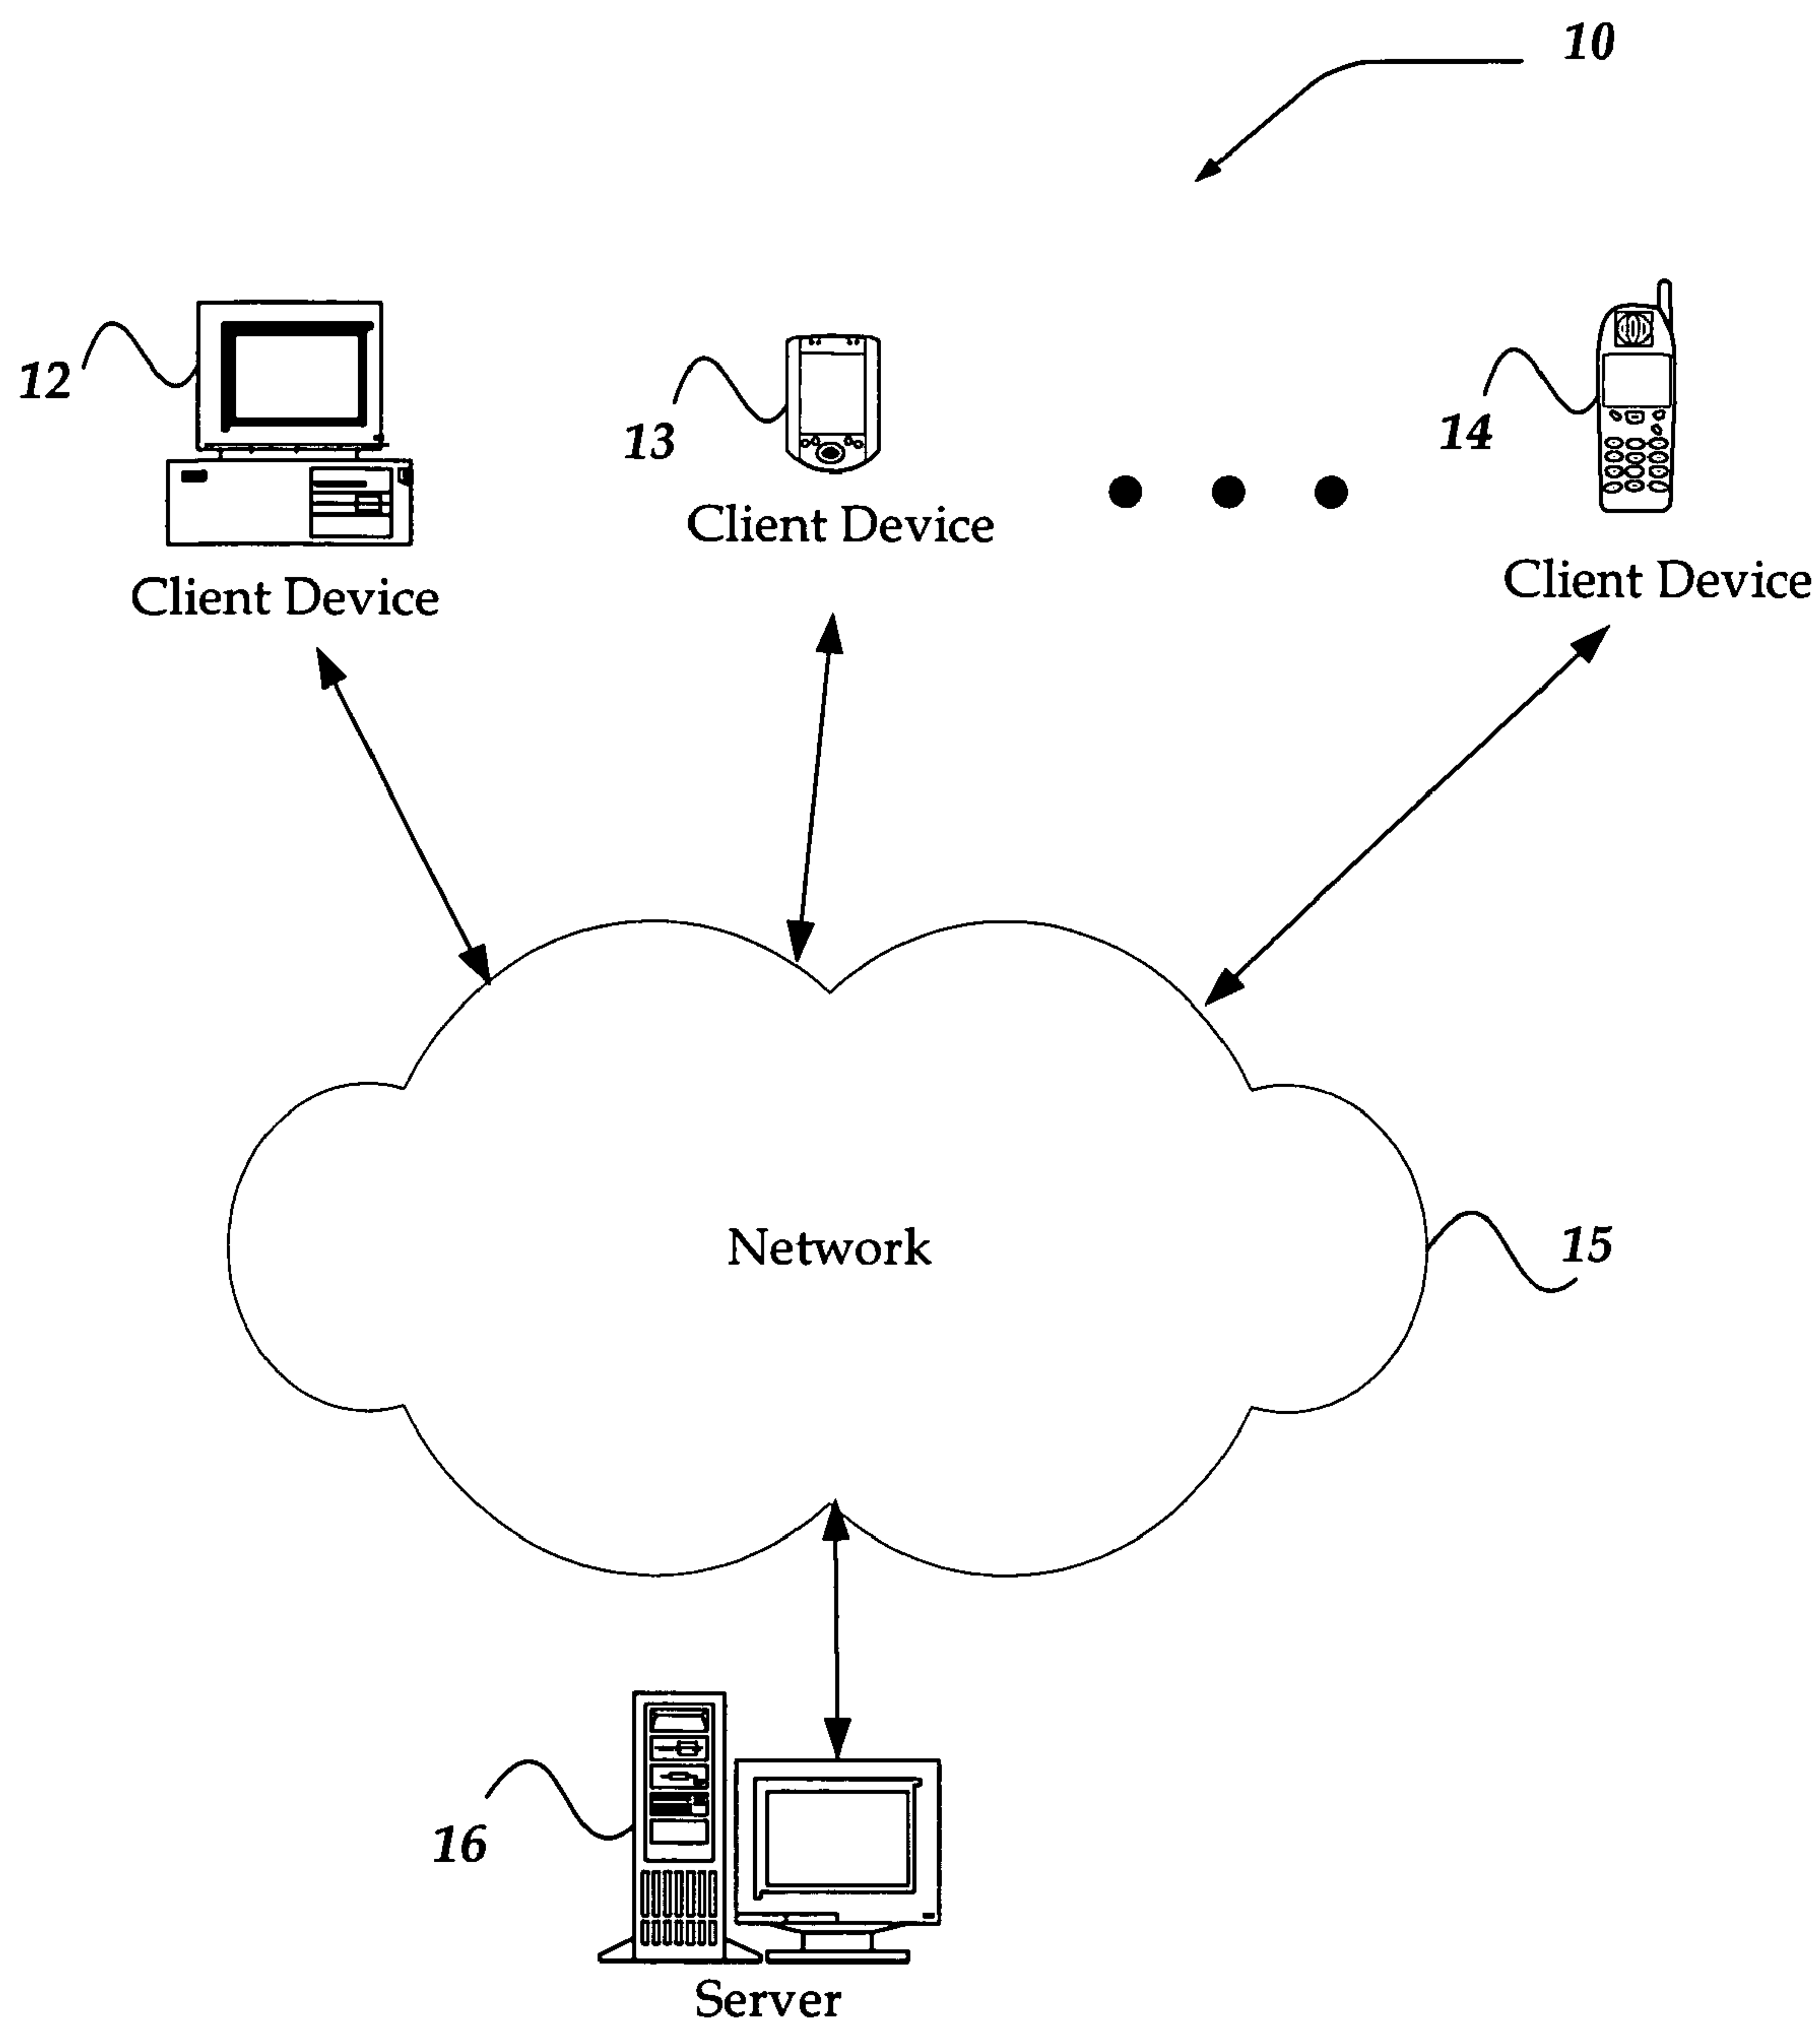 10
12
13
14
Client Device
Client Device
Client Device
Network
15
16
Server